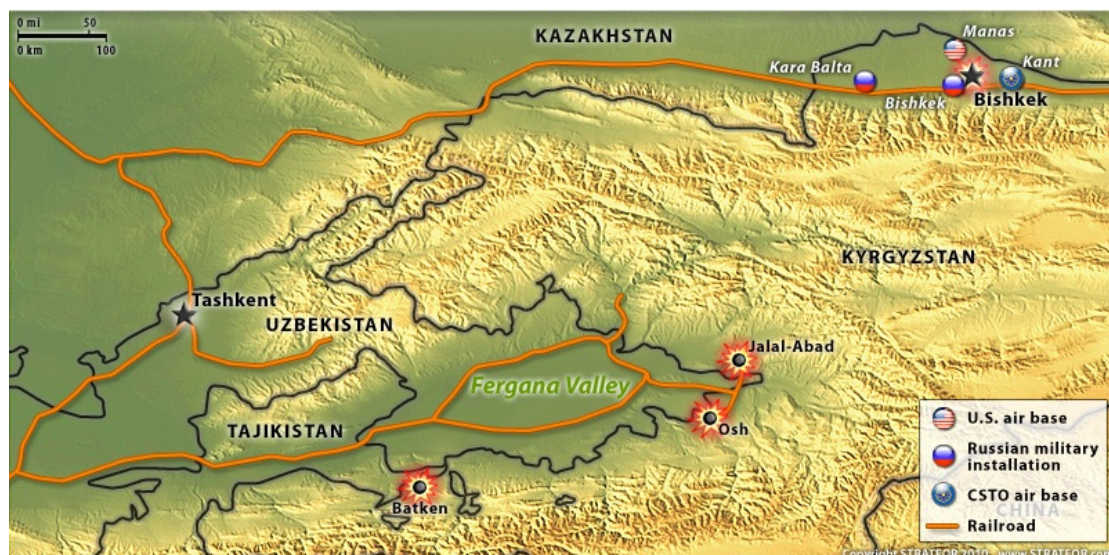 0 mi 50
0 km 100
KAZAKHSTAN
Manas
Kara Balta
Kant
Bishkek
Bishkek
KYRGYZSTAN
Tashkent
UZBEKISTAN
Jalal-Abad
Fergana Valley
Osh
TAJIKISTAN
Batken
U.S. air base
Russian military
installation
CSTO air base
CHINA
Railroad
Copyright STRATFOR 2010 - www.STRATFOR.co